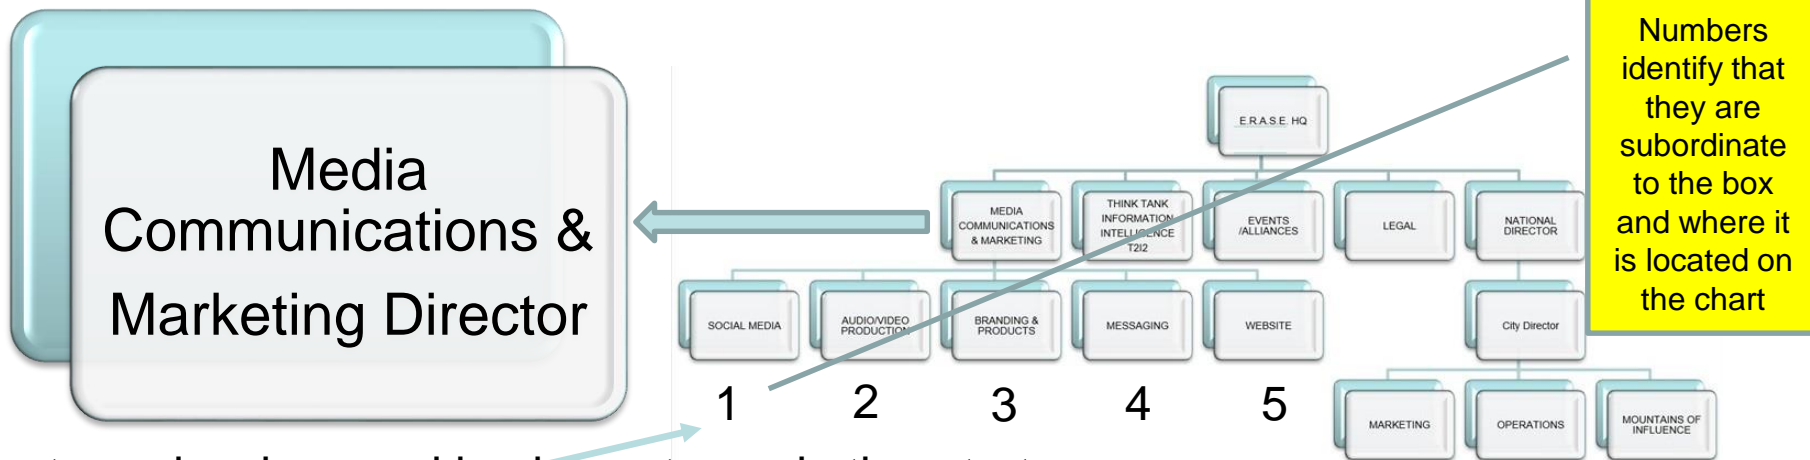 Media
Communications &
Marketing Director
E.R.A.S.E. HQ
MEDIA
COMMUNICATIONS
& MARKETING
THINK TANK
INFORMATION
INTELLIGENCE
T2I2
EVENTS
/ALLIANCES
LEGAL
NATIONAL
DIRECTOR
SOCIAL MEDIA
AUDIO/VIDEO
PRODUCTION
BRANDING &
PRODUCTS
MESSAGING
WEBSITE
City Director
1
2
3
4
5
MARKETING
OPERATIONS
MOUNTAINS OF
INFLUENCE
Numbers
identify that
they are
subordinate
to the box
and where it
is located on
the chart